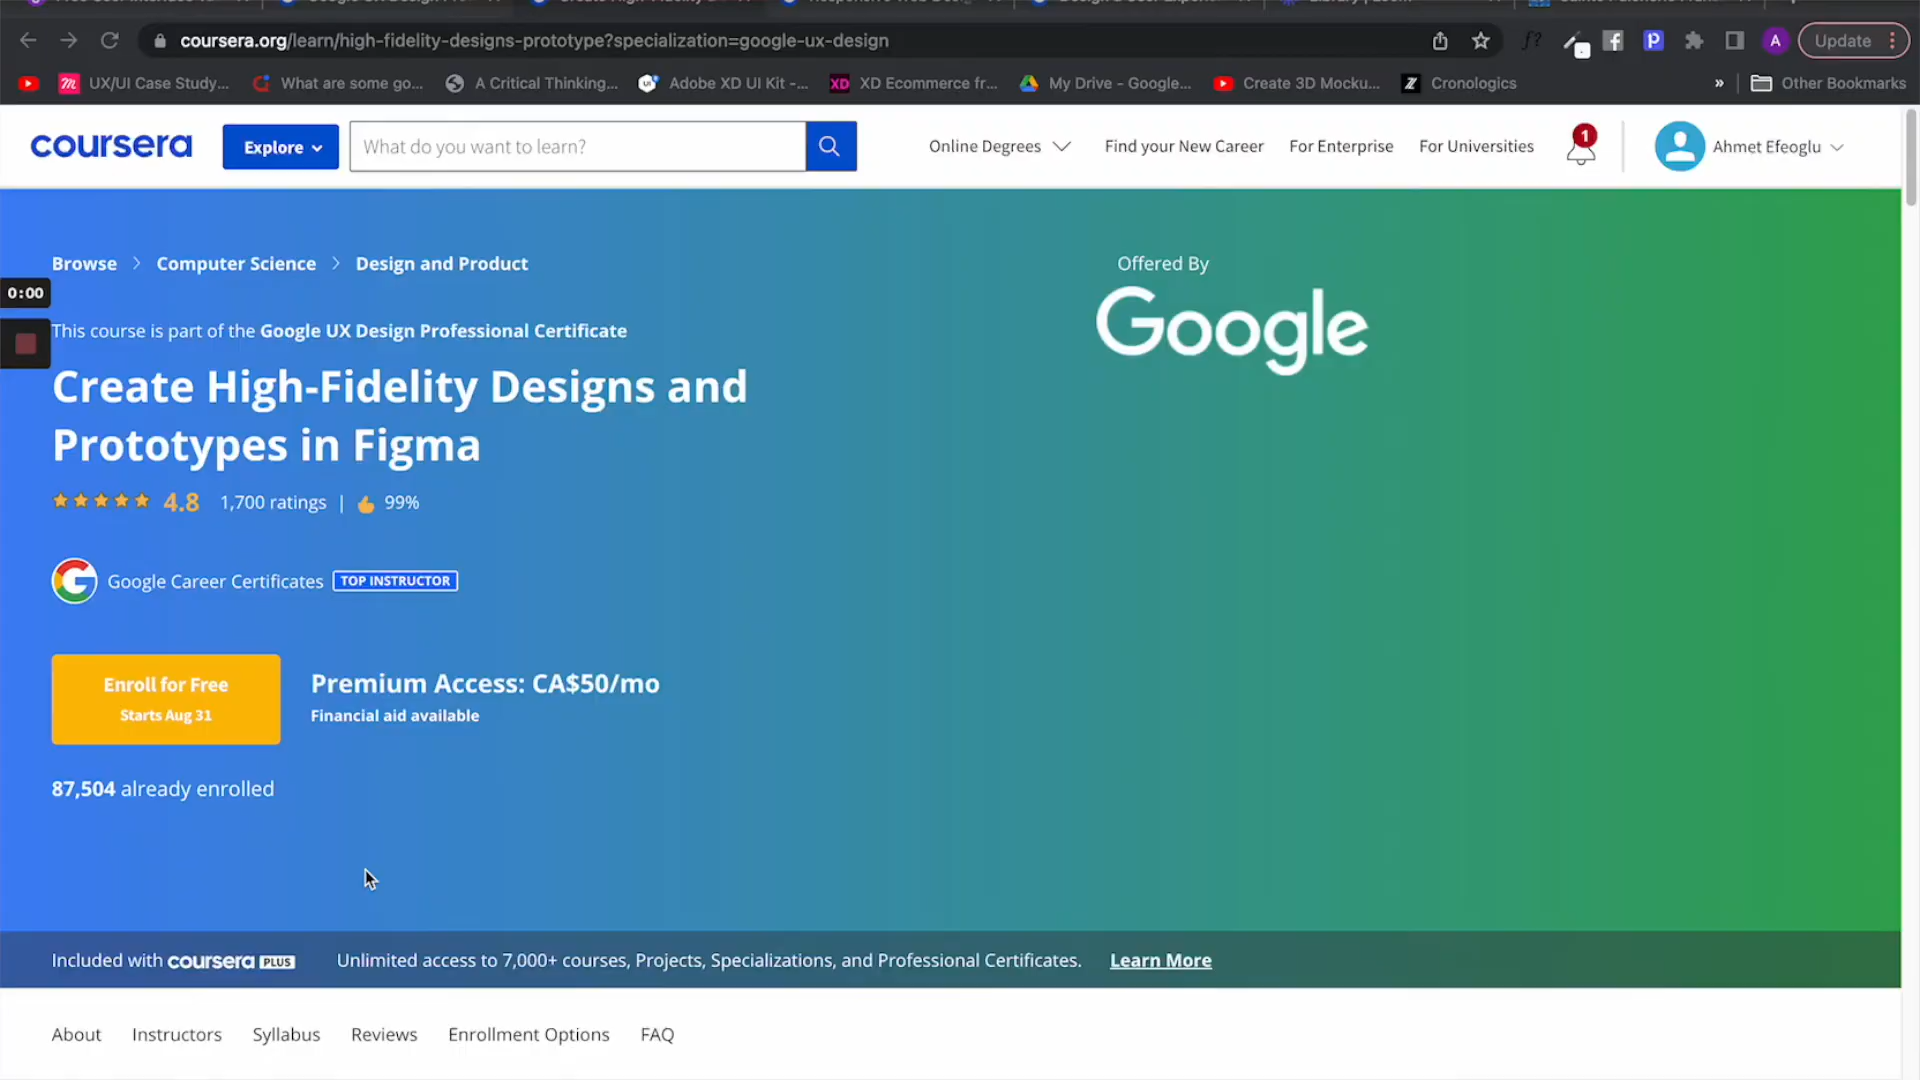 coursera.org/learn/high-fidelity-designs-prototype?specialization=google-ux-design
f?
P
A
Update
UX/UI Case Study...
What are some go...
A Critical Thinking...
Adobe XD UI Kit -...
XD
XD Ecommerce fr...
My Drive - Google...
Create 3D Mocku...
Z
Cronologics
»
Other Bookmarks
coursera
Explore
What do you want to learn?
Online Degrees
Find your New Career
For Enterprise
For Universities
1
Ahmet Efeoglu
Browse > Computer Science > Design and Product
Offered By
Google
0:00
This course is part of the Google UX Design Professional Certificate
Create High-Fidelity Designs and
Prototypes in Figma
4.8 1,700 ratings | 99%
G
Google Career Certificates TOP INSTRUCTOR
Enroll for Free
Starts Aug 31
Premium Access: CA$50/mo
Financial aid available
87,504 already enrolled
Included with coursera PLUS Unlimited access to 7,000+ courses, Projects, Specializations, and Professional Certificates. Learn More
About Instructors Syllabus Reviews Enrollment Options FAQ